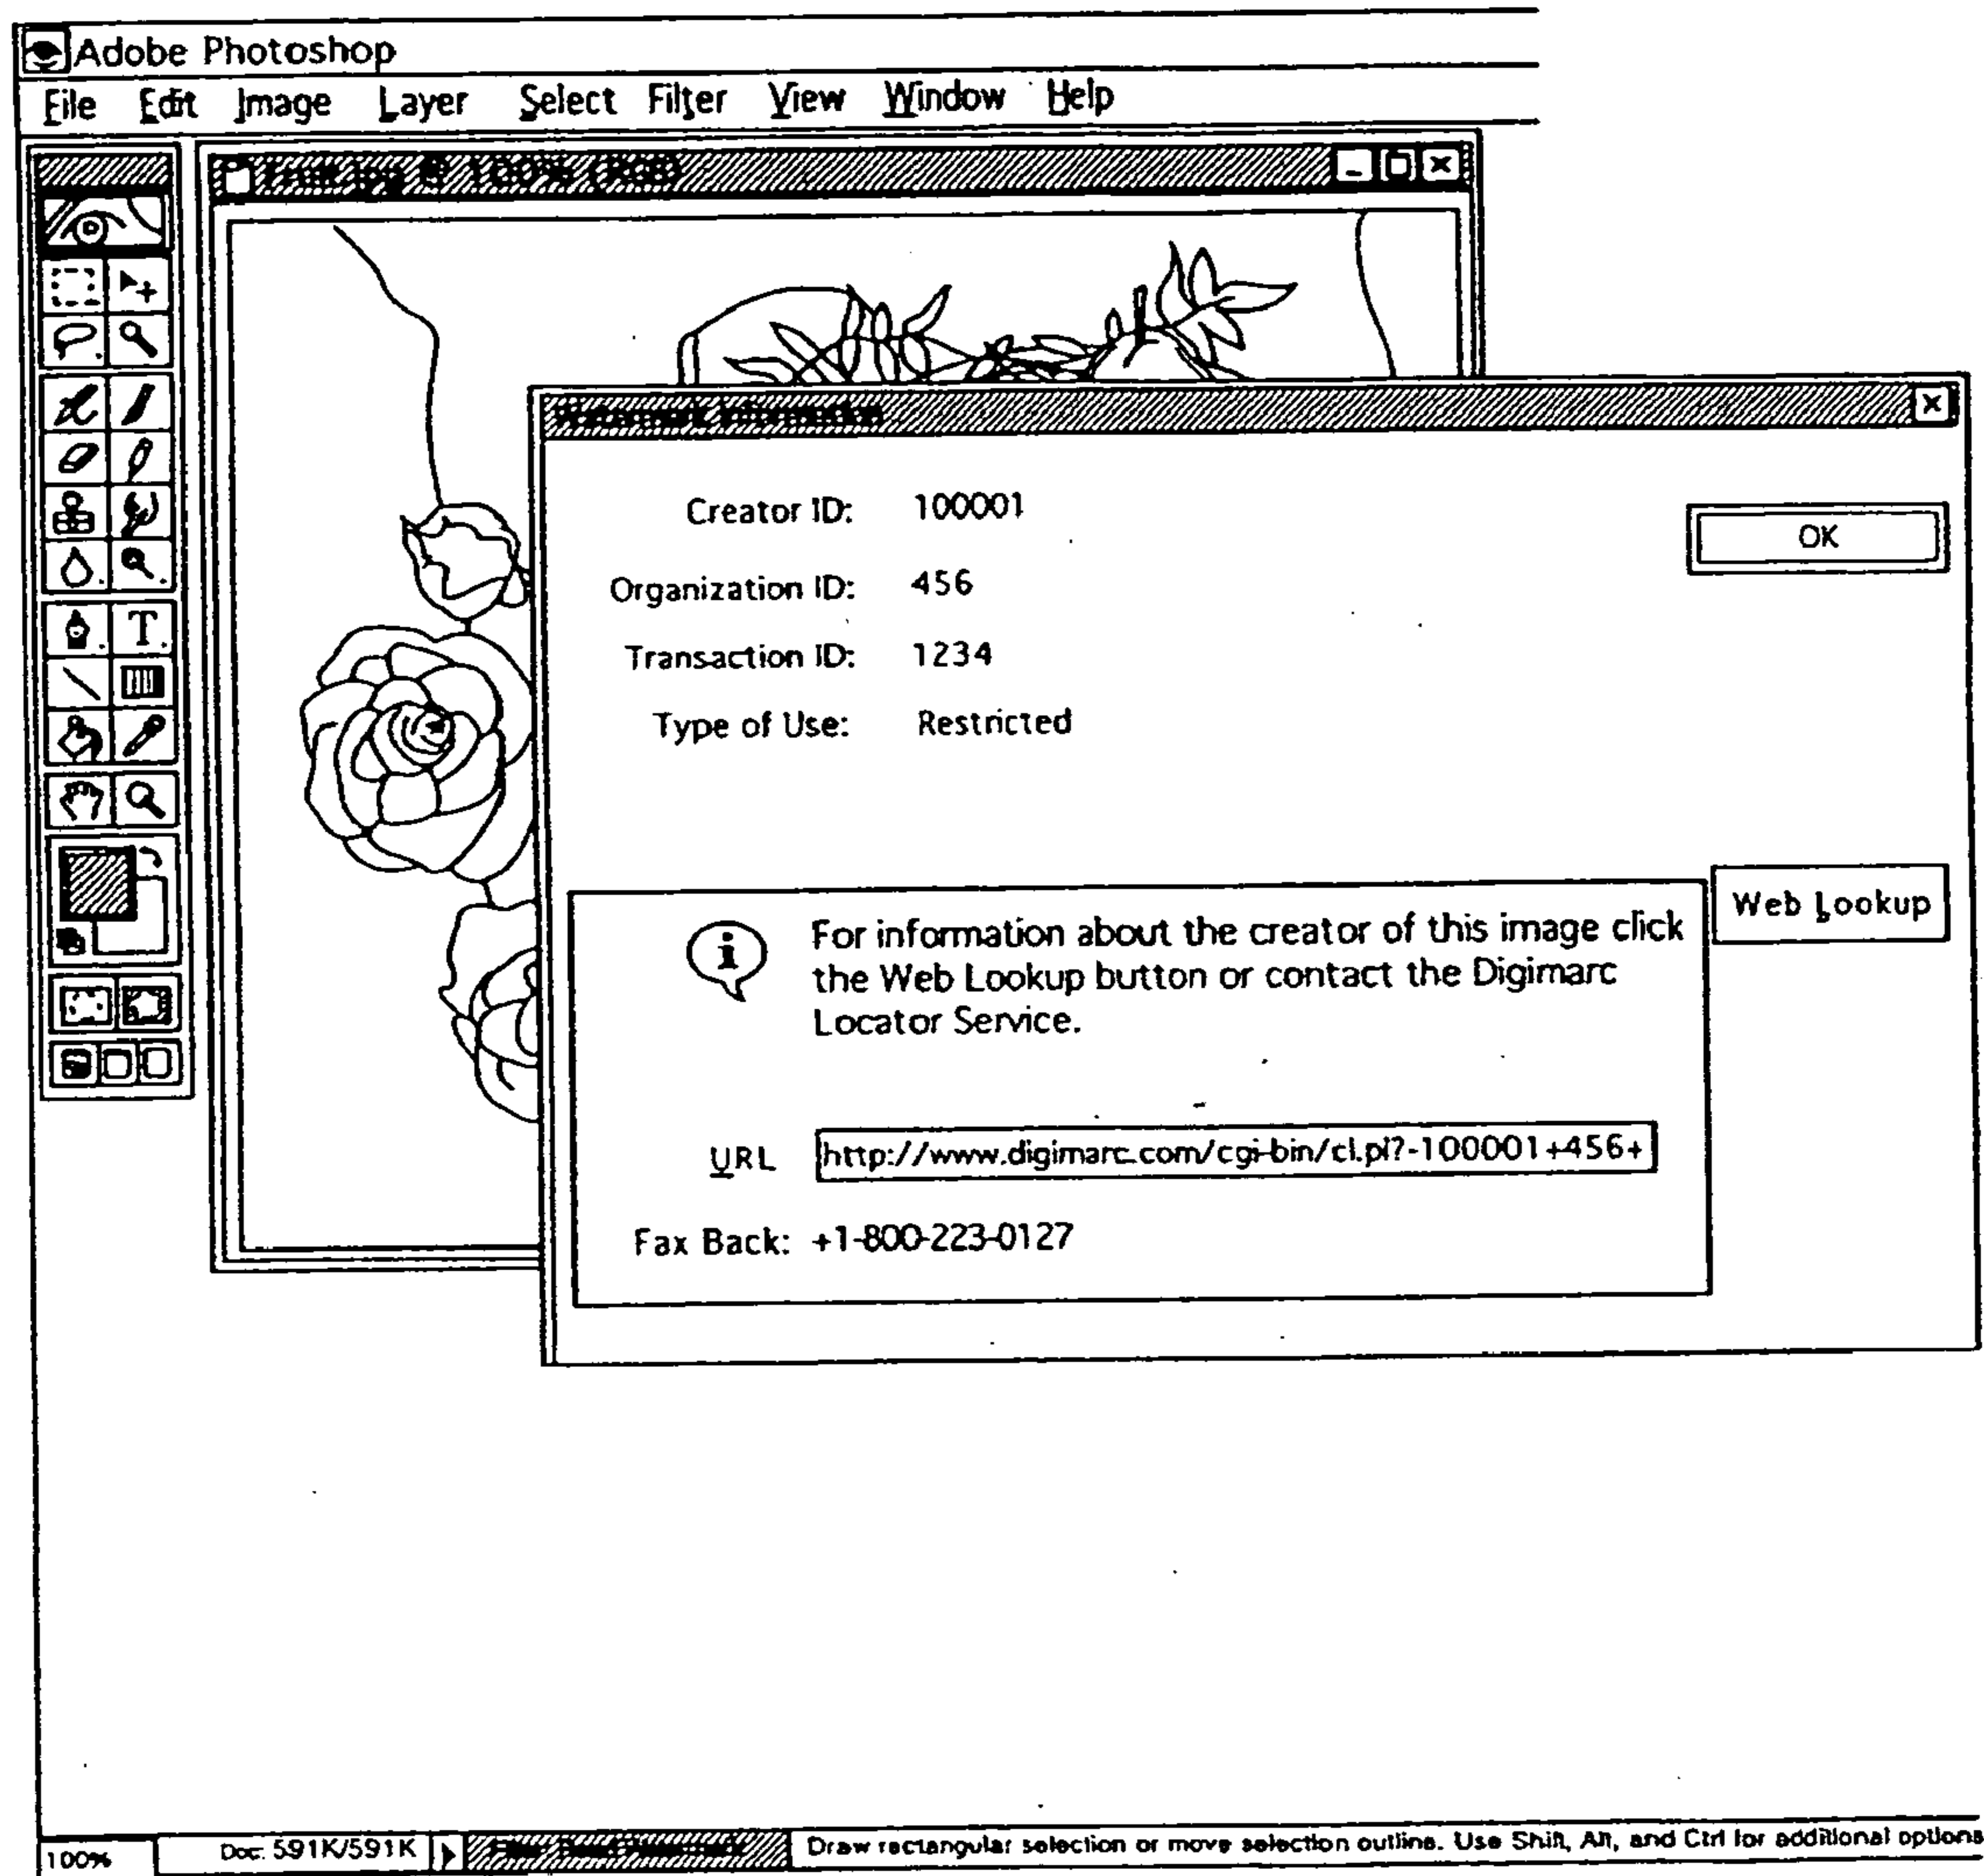 Adobe Photoshop
File Edit Image Layer Select Filter View Window Help
@ 100% (RGB)
Watermark Information
Creator ID: 100001
OK
Organization ID: 456
Transaction ID: 1234
Type of Use: Restricted
Web Lookup
For information about the creator of this image click
the Web Lookup button or contact the Digimarc
Locator Service.
URL http://www.digimarc.com/cgi-bin/cl.pl?-100001+456+
Fax Back: +1-800-223-0127
T
100% Doc: 591K/591K Draw rectangular selection or move selection outline. Use Shift, Alt, and Ctrl for additional options